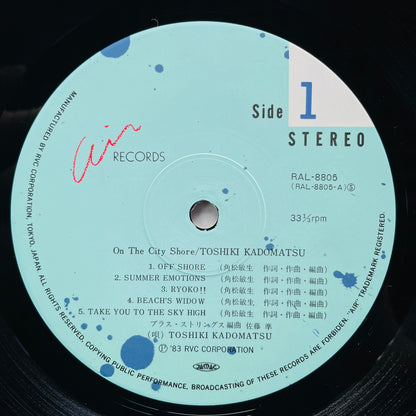 Side 1
STEREO
Air RECORDS
RAL-8805
(RAL-8805-A) Ⓢ
33⅓rpm
On The City Shore/TOSHIKI KADOMATSU
1. OFF SHORE (角松敏生 作詞・作曲・編曲)
2. SUMMER EMOTIONS (角松敏生 作詞・作曲・編曲)
3. RYOKO!! (角松敏生 作詞・作曲・編曲)
4. BEACH'S WIDOW (角松敏生 作詞・作曲・編曲)
5. TAKE YOU TO THE SKY HIGH (角松敏生 作詞・作曲・編曲)
ブラス・ストリングス編曲 佐藤 準
(唄) TOSHIKI KADOMATSU
Ⓟ '83 RVC CORPORATION
JASRAC
MANUFACTURED BY RVC CORPORATION, TOKYO, JAPAN. ALL RIGHTS RESERVED. COPYING PUBLIC PERFORMANCE, BROADCASTING OF THESE RECORDS ARE FORBIDDEN. "AIR" TRADEMARK REGISTERED.